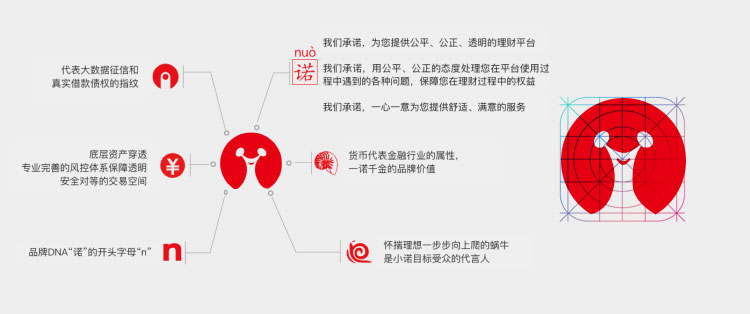 代表大数据征信和
真实借款债权的指纹
底层资产穿透
专业完善的风控体系保障透明
安全对等的交易空间
¥
品牌DNA“诺”的开头字母“n”
n
nuò
诺
我们承诺，为您提供公平、公正、透明的理财平台
我们承诺，用公平、公正的态度处理您在平台使用过
程中遇到的各种问题，保障您在理财过程中的权益
我们承诺，一心一意为您提供舒适、满意的服务
货币代表金融行业的属性，
一诺千金的品牌价值
怀揣理想一步步向上爬的蜗牛
是小诺目标受众的代言人